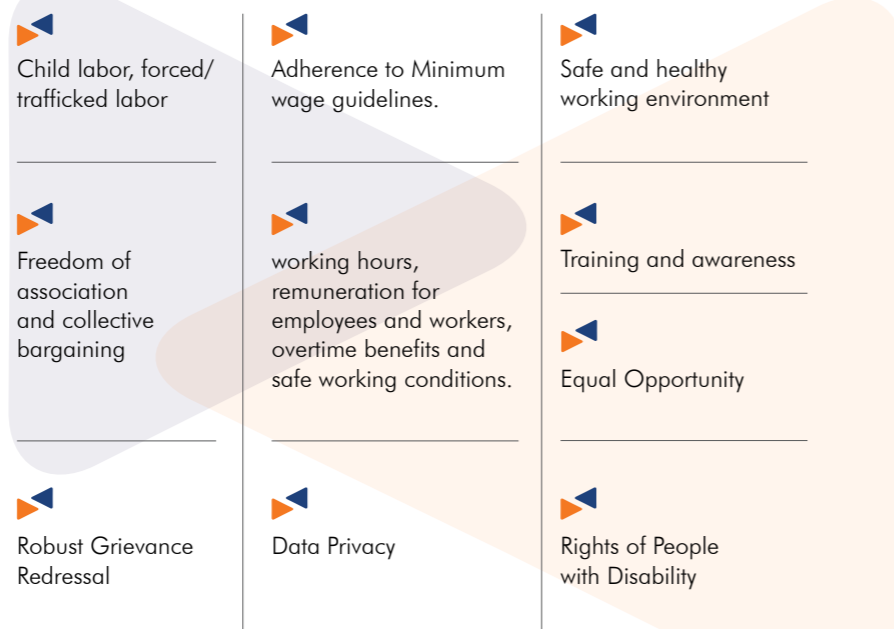 Child labor, forced/
trafficked labor
Adherence to Minimum
wage guidelines.
Safe and healthy
working environment
Freedom of
association
and collective
bargaining
working hours,
remuneration for
employees and workers,
overtime benefits and
safe working conditions.
Training and awareness
Equal Opportunity
Robust Grievance
Redressal
Data Privacy
Rights of People
with Disability